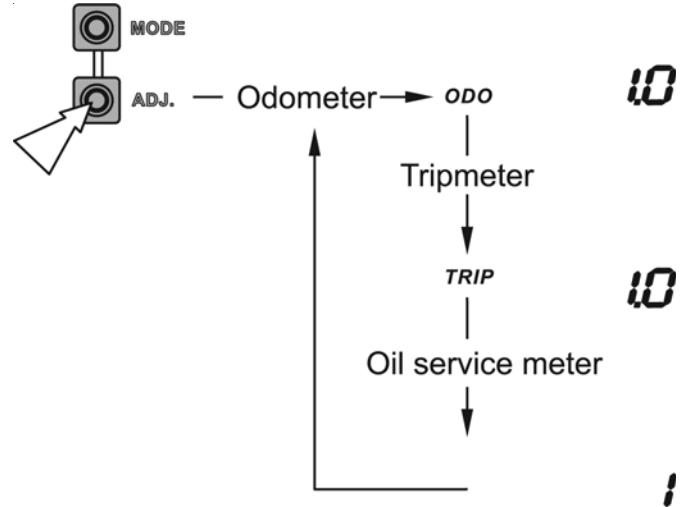 MODE
ADJ. — Odometer ODO 1.0
Tripmeter
TRIP 1.0
Oil service meter
1